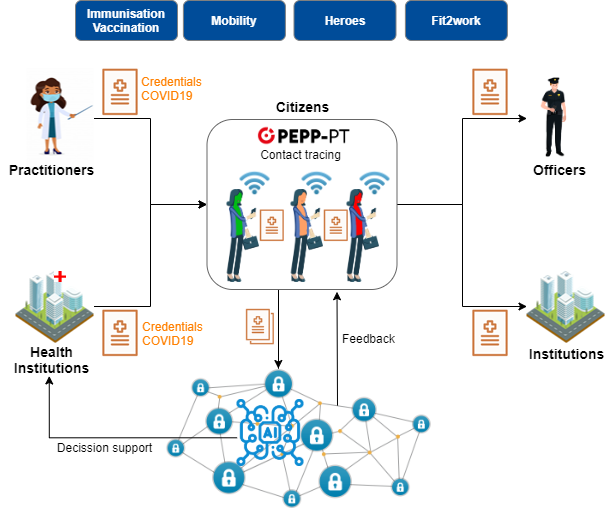 Immunisation
Vaccination
Mobility
Heroes
Fit2work
Credentials
COVID19
Practitioners
Citizens
PEPP-PT
Contact tracing
Officers
Credentials
COVID19
Health
Institutions
Feedback
Institutions
Decission support
AI